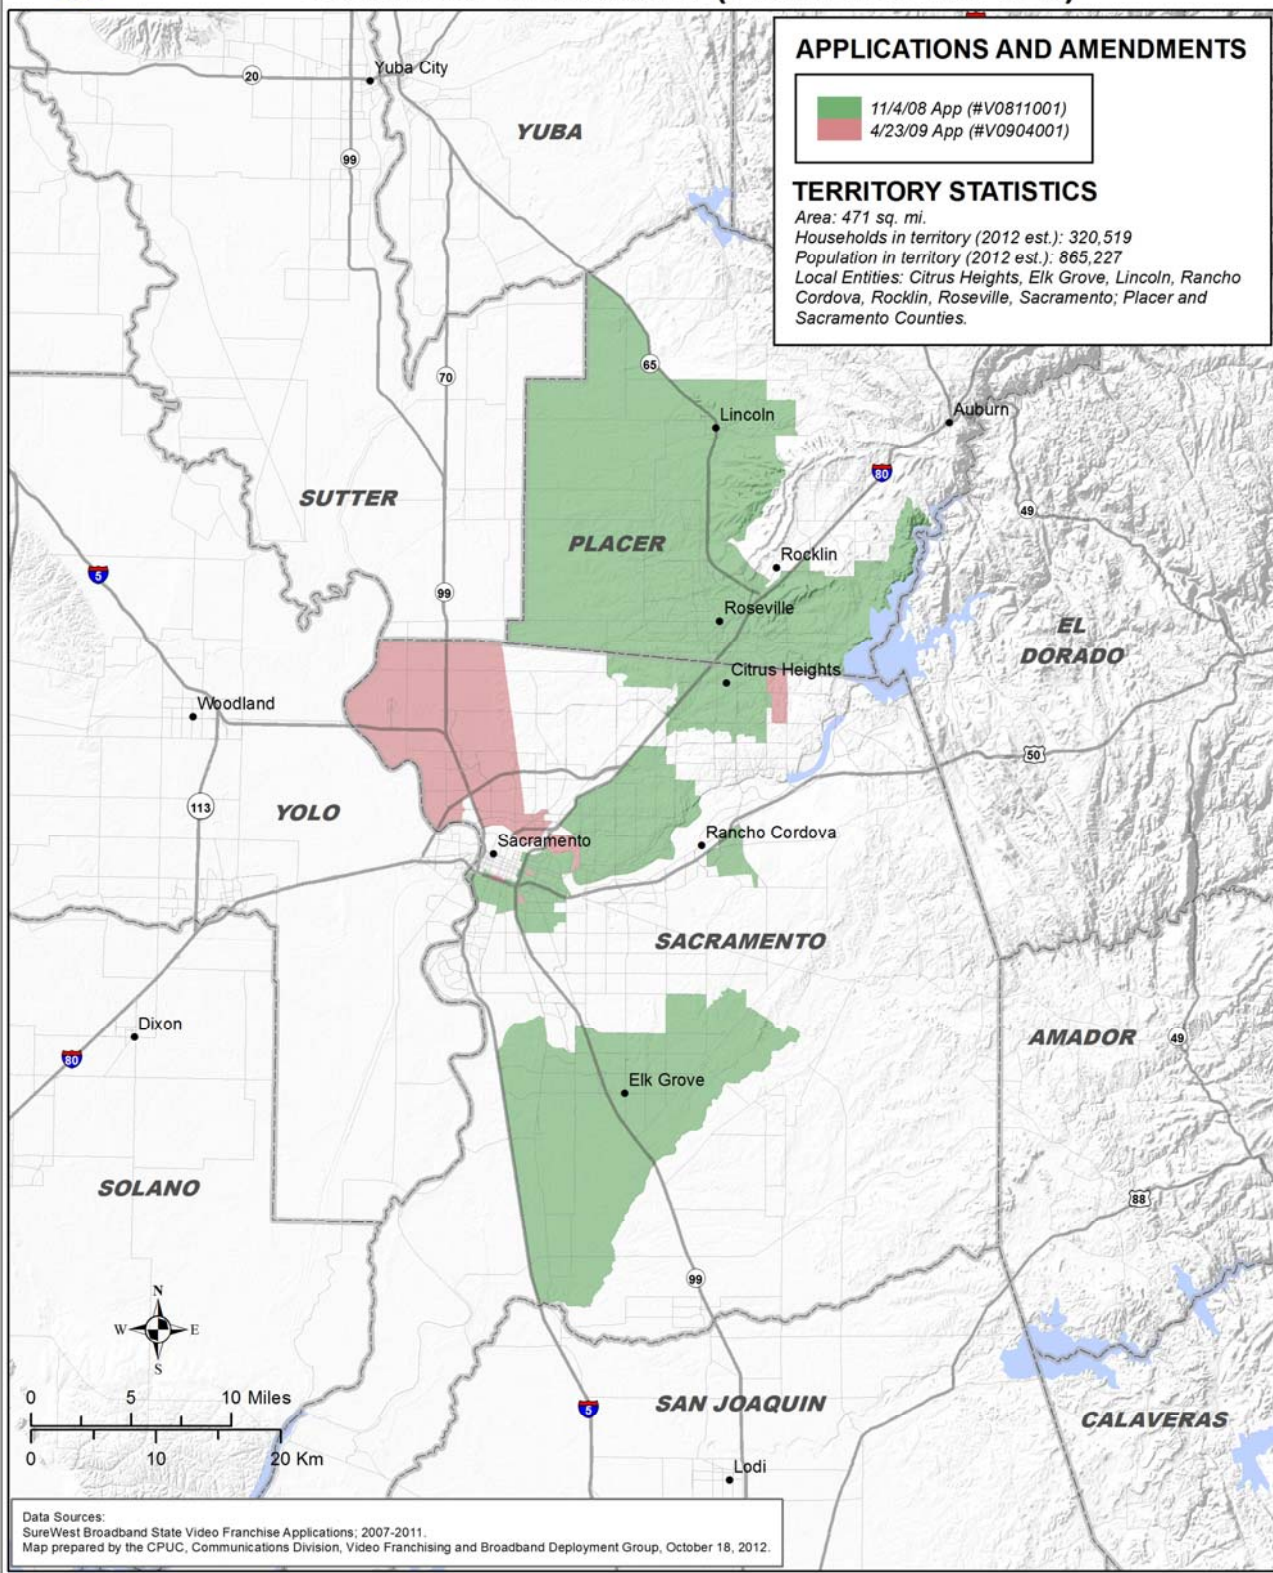 APPLICATIONS AND AMENDMENTS
11/4/08 App (#V0811001)
4/23/09 App (#V0904001)
TERRITORY STATISTICS
Area: 471 sq. mi.
Households in territory (2012 est.): 320,519
Population in territory (2012 est.): 865,227
Local Entities: Citrus Heights, Elk Grove, Lincoln, Rancho
Cordova, Rocklin, Roseville, Sacramento; Placer and
Sacramento Counties.
Yuba City
20
YUBA
99
65
70
Lincoln
Auburn
80
SUTTER
49
PLACER
Rocklin
5
99
Roseville
EL
DORADO
Citrus Heights
Woodland
50
113
YOLO
Rancho Cordova
Sacramento
SACRAMENTO
Dixon
AMADOR
49
80
Elk Grove
SOLANO
88
99
N
W E
S
0 5 10 Miles
0 10 20 Km
5
SAN JOAQUIN
CALAVERAS
Lodi
Data Sources:
SureWest Broadband State Video Franchise Applications; 2007-2011.
Map prepared by the CPUC, Communications Division, Video Franchising and Broadband Deployment Group, October 18, 2012.